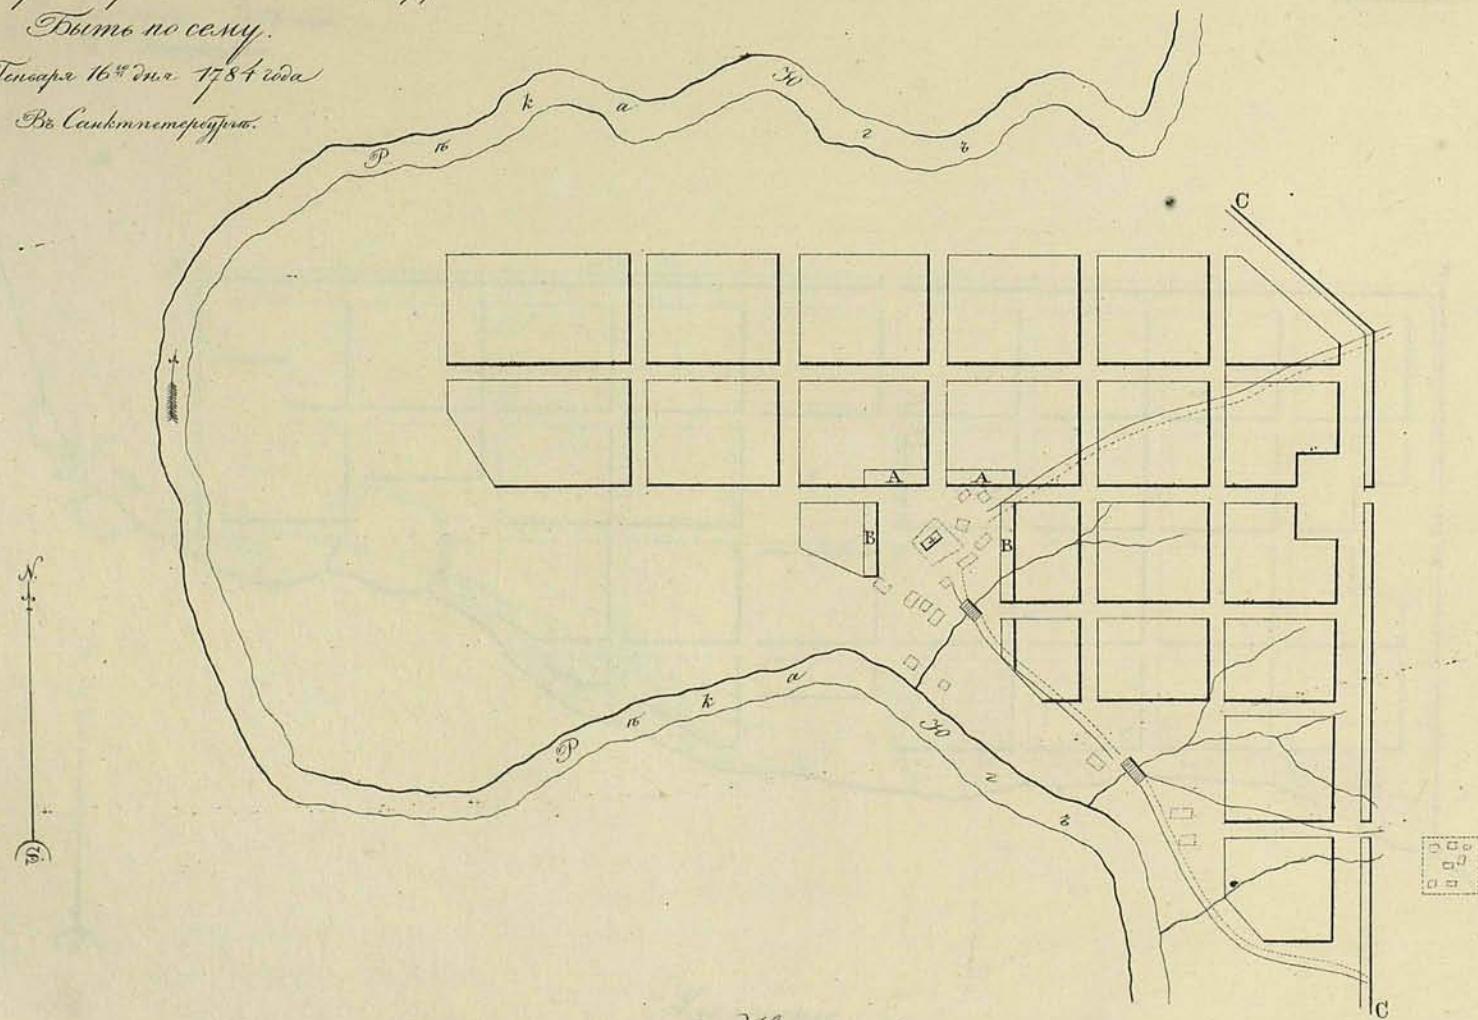 Быть по сему.
Генваря 16го дня 1784 года
Въ Санктпетербургѣ.
Рѣка Югъ
C
A A
B B
Рѣка Югъ
N
C